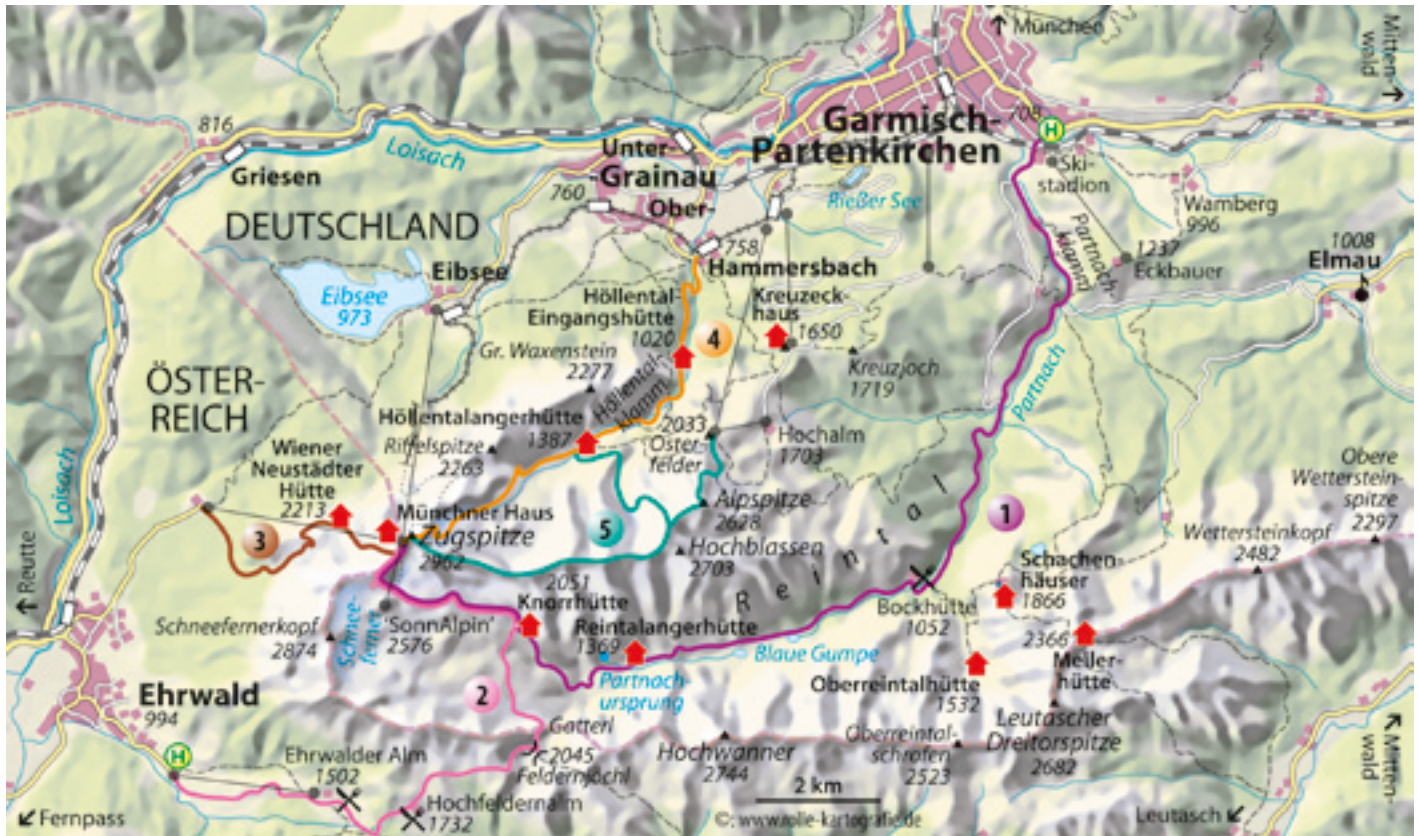 ↑ München
Mitten-
wald
816
Loisach
Griesen
Unter-
-Grainau
760
Ober-
Garmisch-
Partenkirchen
708
H
Ski-
stadion
Rießer See
Wamberg
996
Partnach-
klamm
1237
Eckbauer
1008
Elmau
DEUTSCHLAND
Eibsee
Eibsee
973
758
Hammersbach
Höllental-
Eingangshütte
1020
Kreuzeck-
haus
1650
4
Gr. Waxenstein
2277
Kreuzjoch
1719
Partnach
ÖSTER-
REICH
Höllental-
klamm
Höllentalangerhütte
1387
Riffelspitze
2263
2033
Oster-
felder
Hochalm
1703
Wiener
Neustädter
Hütte
2213
Münchner Haus
Zugspitze
2962
3
5
Alpspitze
2628
Hochblassen
2703
Reintal
1
Obere
Wetterstein-
spitze
2297
Wettersteinkopf
2482
Schachen-
häuser
1866
Loisach
↑ Reutte
2051
Knorrhütte
Reintalangerhütte
1369
Bockhütte
1052
2366
Meiler-
hütte
Schneefernerkopf
2874
Schnee-
ferner
'SonnAlpin'
2576
Blaue Gumpe
Partnach-
ursprung
Oberreintalhütte
1532
2
Ehrwald
994
H
Gatterl
2045
Feldernjöchl
Hochwanner
2744
Oberreintal-
schrofen
2523
Leutascher
Dreitorspitze
2682
Ehrwalder Alm
1502
Hochfeldernalm
1732
2 km
©: www.rolle-kartografie.de
Fernpass
Leutasch
Mitten-
wald